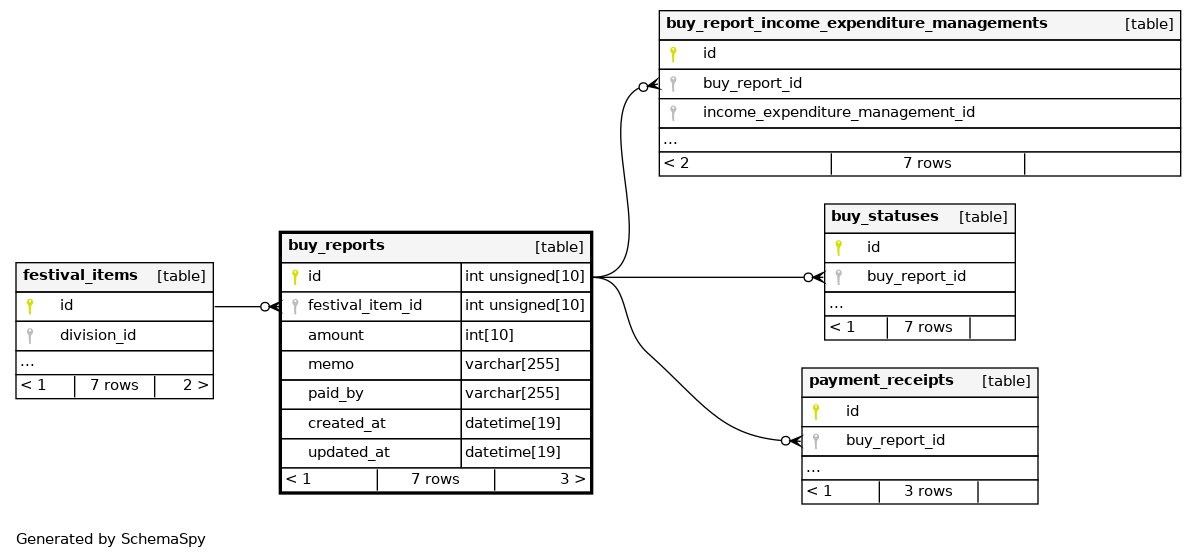 buy_report_income_expenditure_managements [table]
id
buy_report_id
income_expenditure_management_id
...
< 2 7 rows
buy_statuses [table]
id
buy_report_id
...
< 1 7 rows
buy_reports [table]
id int unsigned[10]
festival_item_id int unsigned[10]
amount int[10]
memo varchar[255]
paid_by varchar[255]
created_at datetime[19]
updated_at datetime[19]
< 1 7 rows 3 >
festival_items [table]
id
division_id
...
< 1 7 rows 2 >
payment_receipts [table]
id
buy_report_id
...
< 1 3 rows
Generated by SchemaSpy